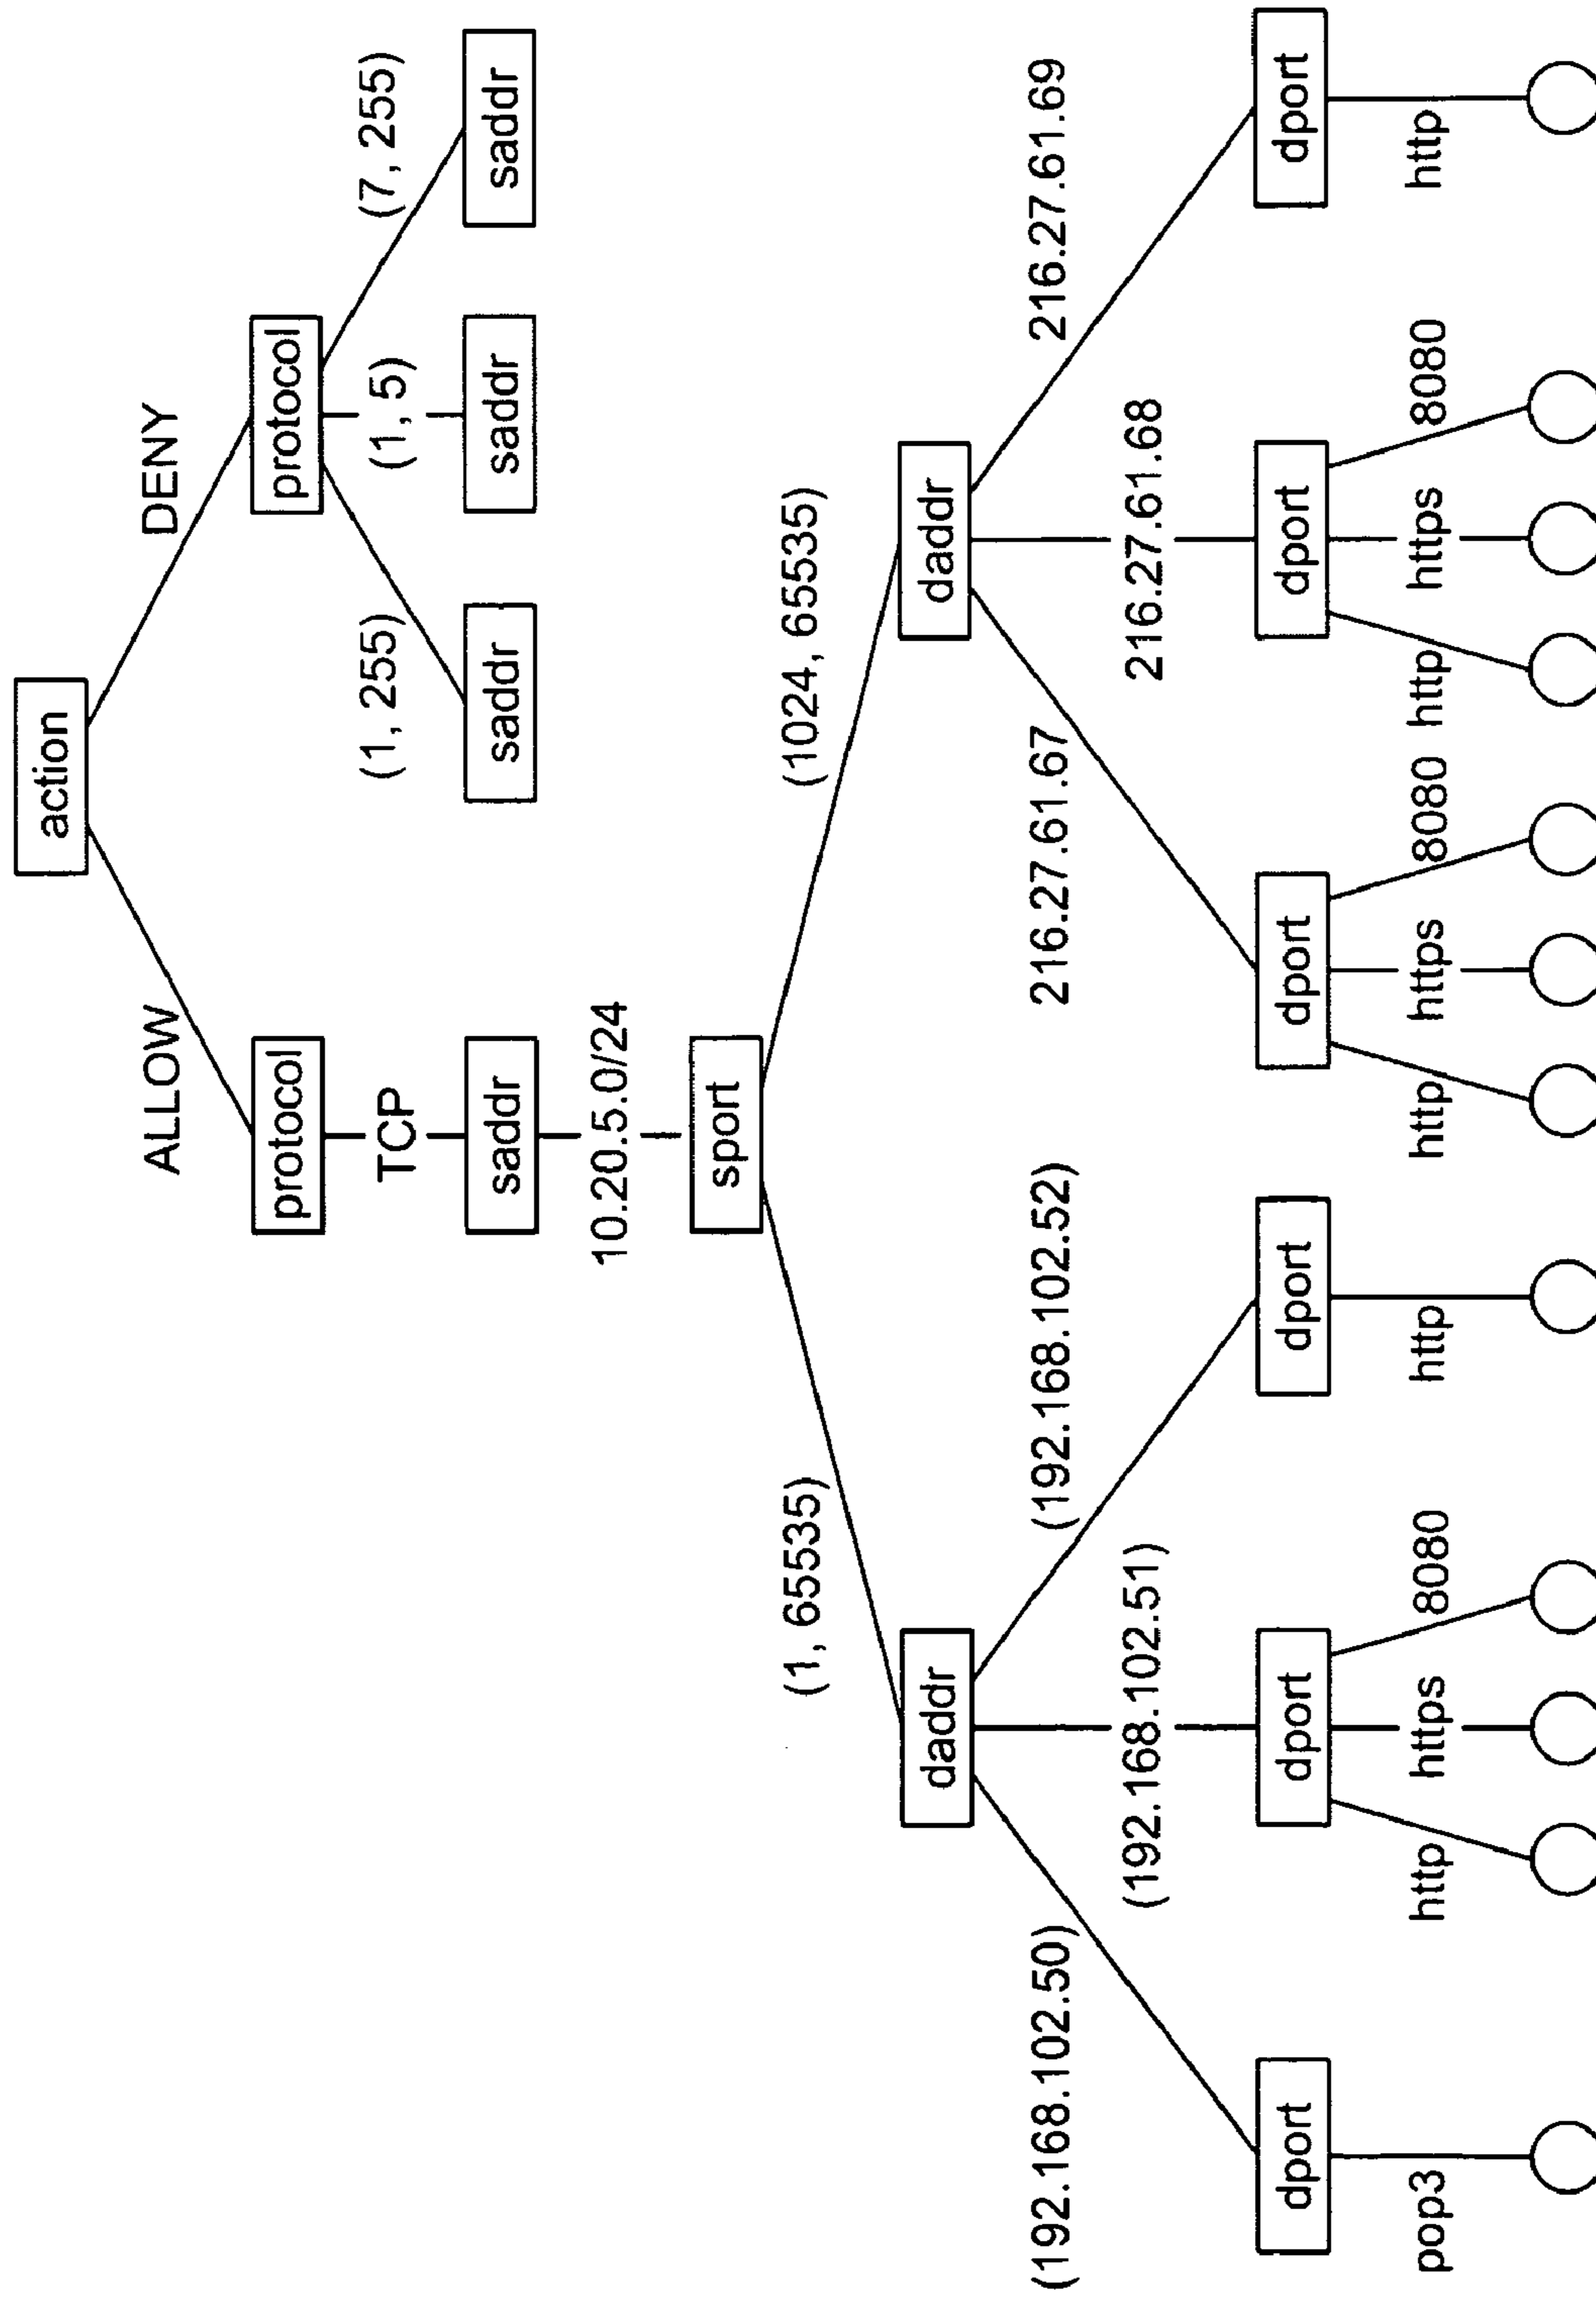 action
ALLOW
DENY
protocol
protocol
TCP
(1, 255)
(1, 5)
(7, 255)
saddr
saddr
saddr
saddr
10.20.5.0/24
sport
(1, 65535)
(1024, 65535)
daddr
daddr
(192.168.102.50)
(192.168.102.51)
(192.168.102.52)
216.27.61.67
216.27.61.68
216.27.61.69
dport
dport
dport
dport
dport
dport
pop3
http
https
8080
http
http
https
8080
http
https
8080
http